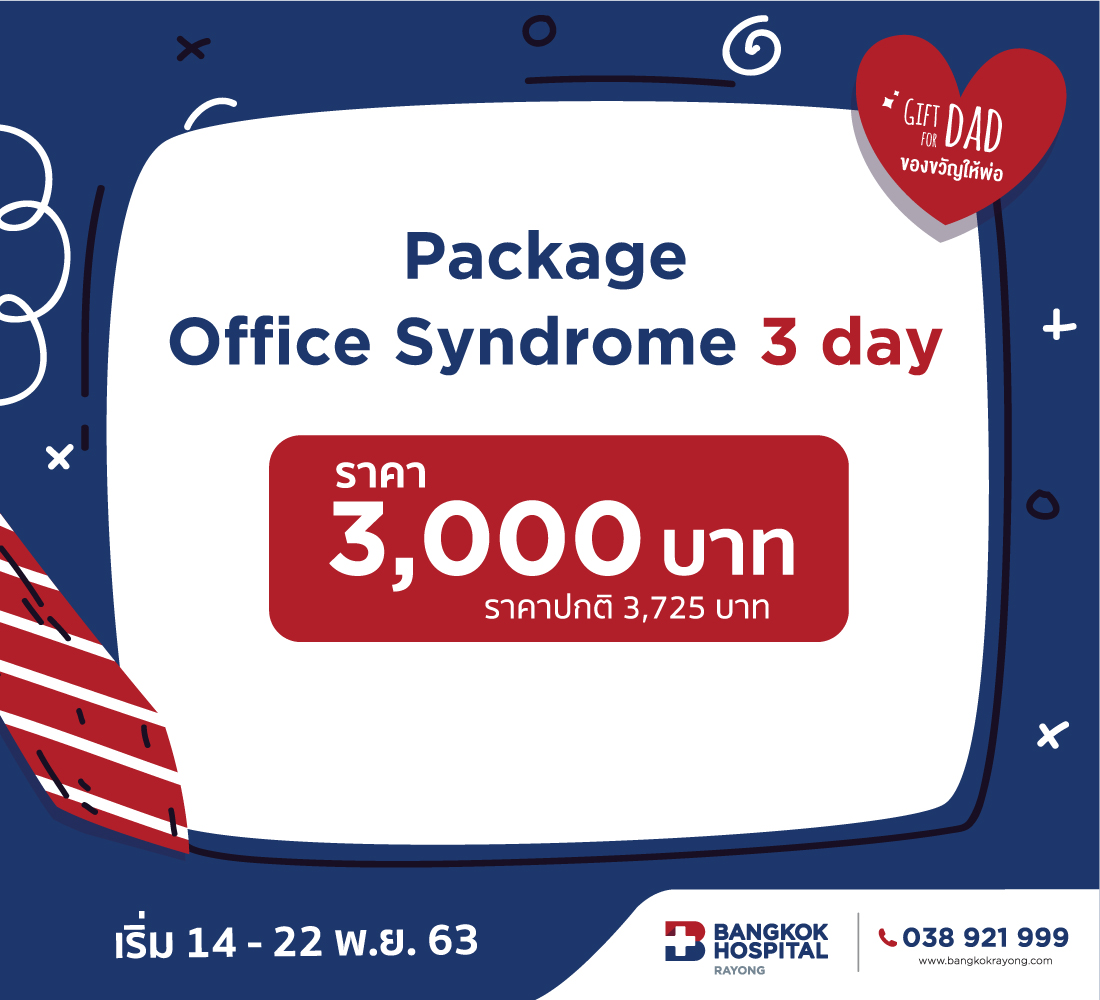 GIFT FOR DAD
ของขวัญให้พ่อ
Package
Office Syndrome 3 day
ราคา
3,000 บาท
ราคาปกติ 3,725 บาท
เริ่ม 14 - 22 พ.ย. 63
BANGKOK
HOSPITAL
RAYONG
038 921 999
www.bangkokrayong.com